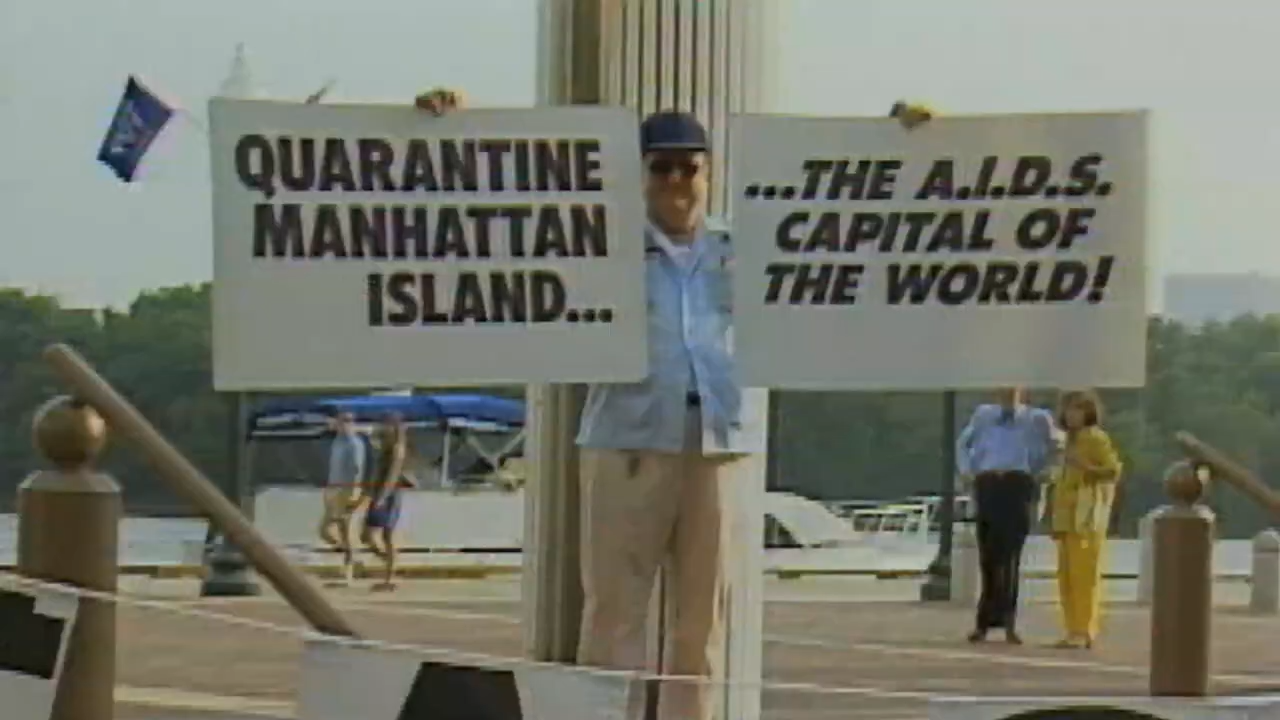 QUARANTINE
MANHATTAN
ISLAND...
...THE A.I.D.S.
CAPITAL OF
THE WORLD!